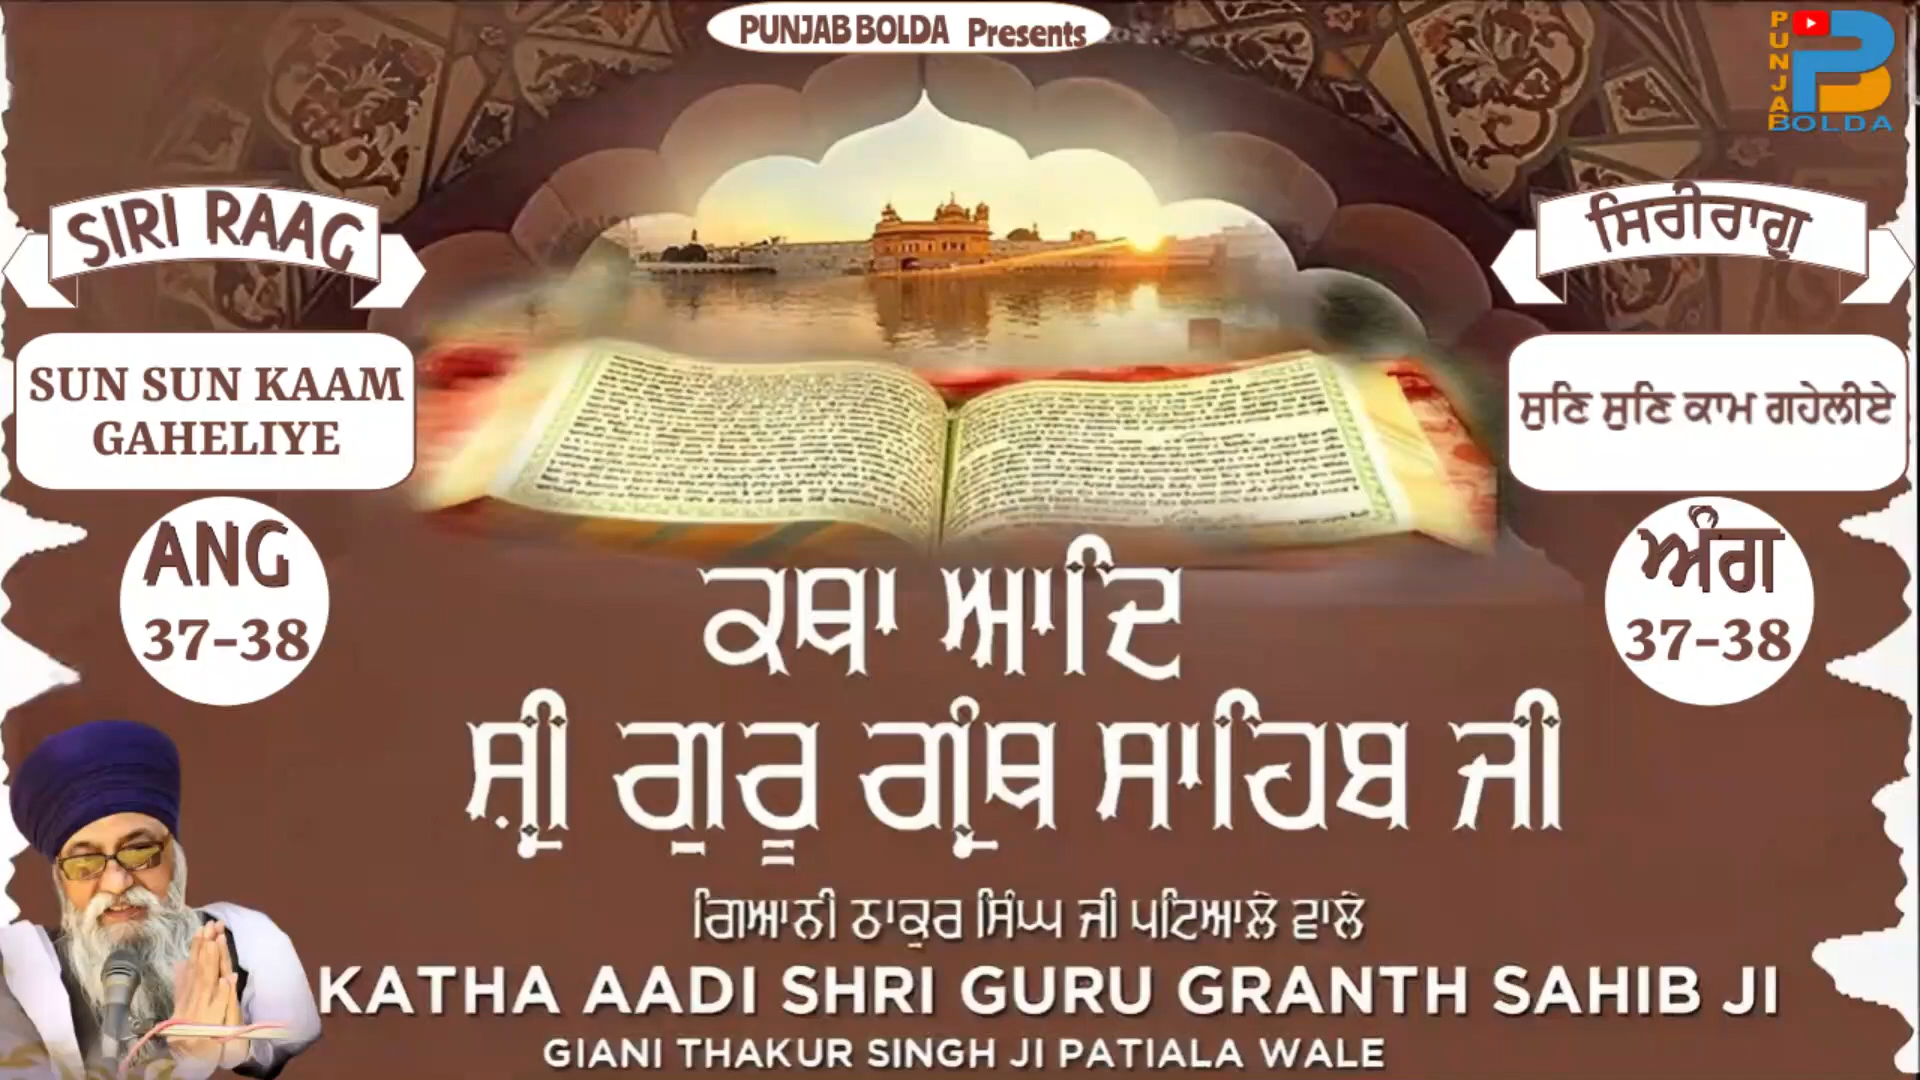 PUNJAB BOLDA Presents
PUNJAB
BOLDA
SIRI RAAG
ਸਿਰੀਰਾਗੁ
SUN SUN KAAM
GAHELIYE
ਸੁਣਿ ਸੁਣਿ ਕਾਮ ਗਹੇਲੀਏ
ANG
37-38
ਅੰਗ
37-38
ਕਥਾ ਆਦਿ
ਸ਼੍ਰੀ ਗੁਰੂ ਗ੍ਰੰਥ ਸਾਹਿਬ ਜੀ
ਗਿਆਨੀ ਠਾਕੁਰ ਸਿੰਘ ਜੀ ਪਟਿਆਲ਼ੇ ਵਾਲੇ
KATHA AADI SHRI GURU GRANTH SAHIB JI
GIANI THAKUR SINGH JI PATIALA WALE